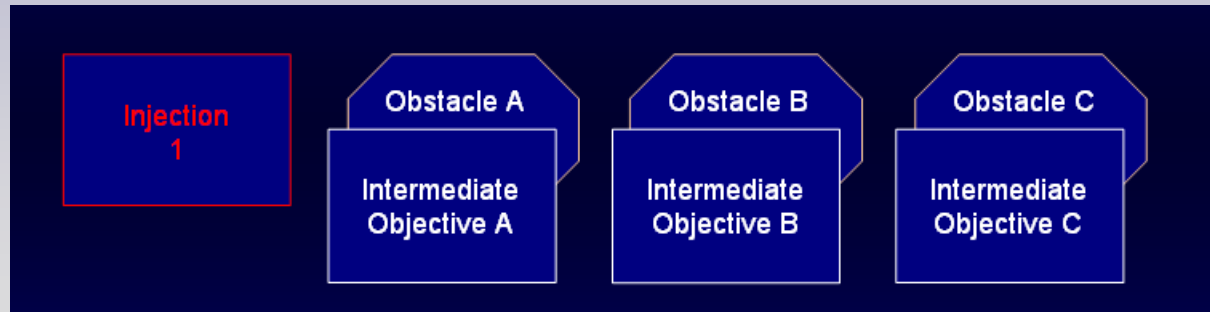 Injection
1
Obstacle A
Intermediate
Objective A
Obstacle B
Intermediate
Objective B
Obstacle C
Intermediate
Objective C